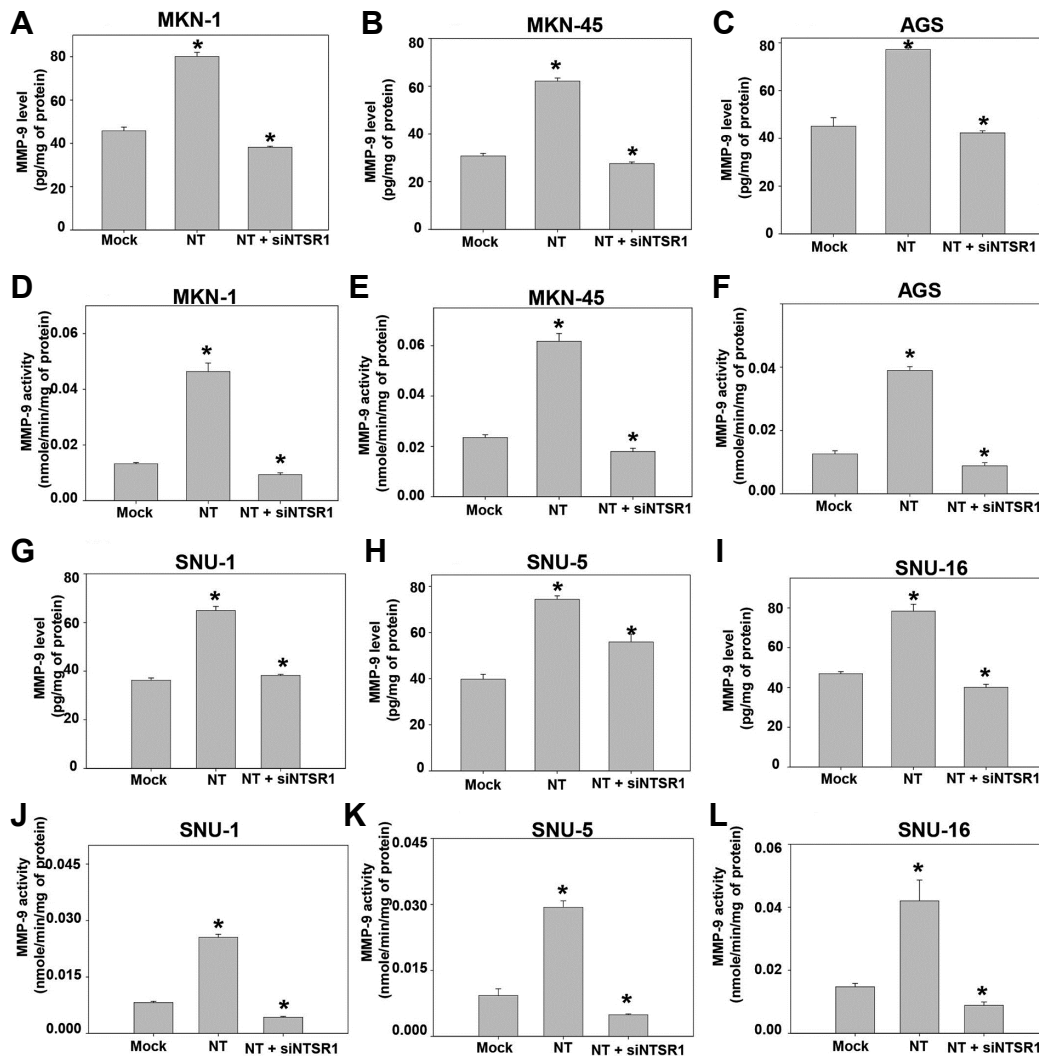 A
MKN-1
MMP-9 level
(pg/mg of protein)
80
60
40
20
0
*
*
Mock NT NT + siNTSR1
B
MKN-45
MMP-9 level
(pg/mg of protein)
80
60
40
20
0
*
*
Mock NT NT + siNTSR1
C
AGS
MMP-9 level
(pg/mg of protein)
80
60
40
20
0
*
*
Mock NT NT + siNTSR1
D
MKN-1
MMP-9 activity
(nmole/min/mg of protein)
0.06
0.04
0.02
0.00
*
*
Mock NT NT + siNTSR1
E
MKN-45
MMP-9 activity
(nmole/min/mg of protein)
0.06
0.04
0.02
0.00
*
*
Mock NT NT + siNTSR1
F
AGS
MMP-9 activity
(nmole/min/mg of protein)
0.04
0.02
0.00
*
*
Mock NT NT + siNTSR1
G
SNU-1
MMP-9 level
(pg/mg of protein)
80
60
40
20
0
*
*
Mock NT NT + siNTSR1
H
SNU-5
MMP-9 level
(pg/mg of protein)
80
60
40
20
0
*
*
Mock NT NT + siNTSR1
I
SNU-16
MMP-9 level
(pg/mg of protein)
80
60
40
20
0
*
*
Mock NT NT + siNTSR1
J
SNU-1
MMP-9 activity
(nmole/min/mg of protein)
0.045
0.030
0.015
0.000
*
*
Mock NT NT + siNTSR1
K
SNU-5
MMP-9 activity
(nmole/min/mg of protein)
0.045
0.030
0.015
0.000
*
*
Mock NT NT + siNTSR1
L
SNU-16
MMP-9 activity
(nmole/min/mg of protein)
0.06
0.04
0.02
0.00
*
*
Mock NT NT + siNTSR1